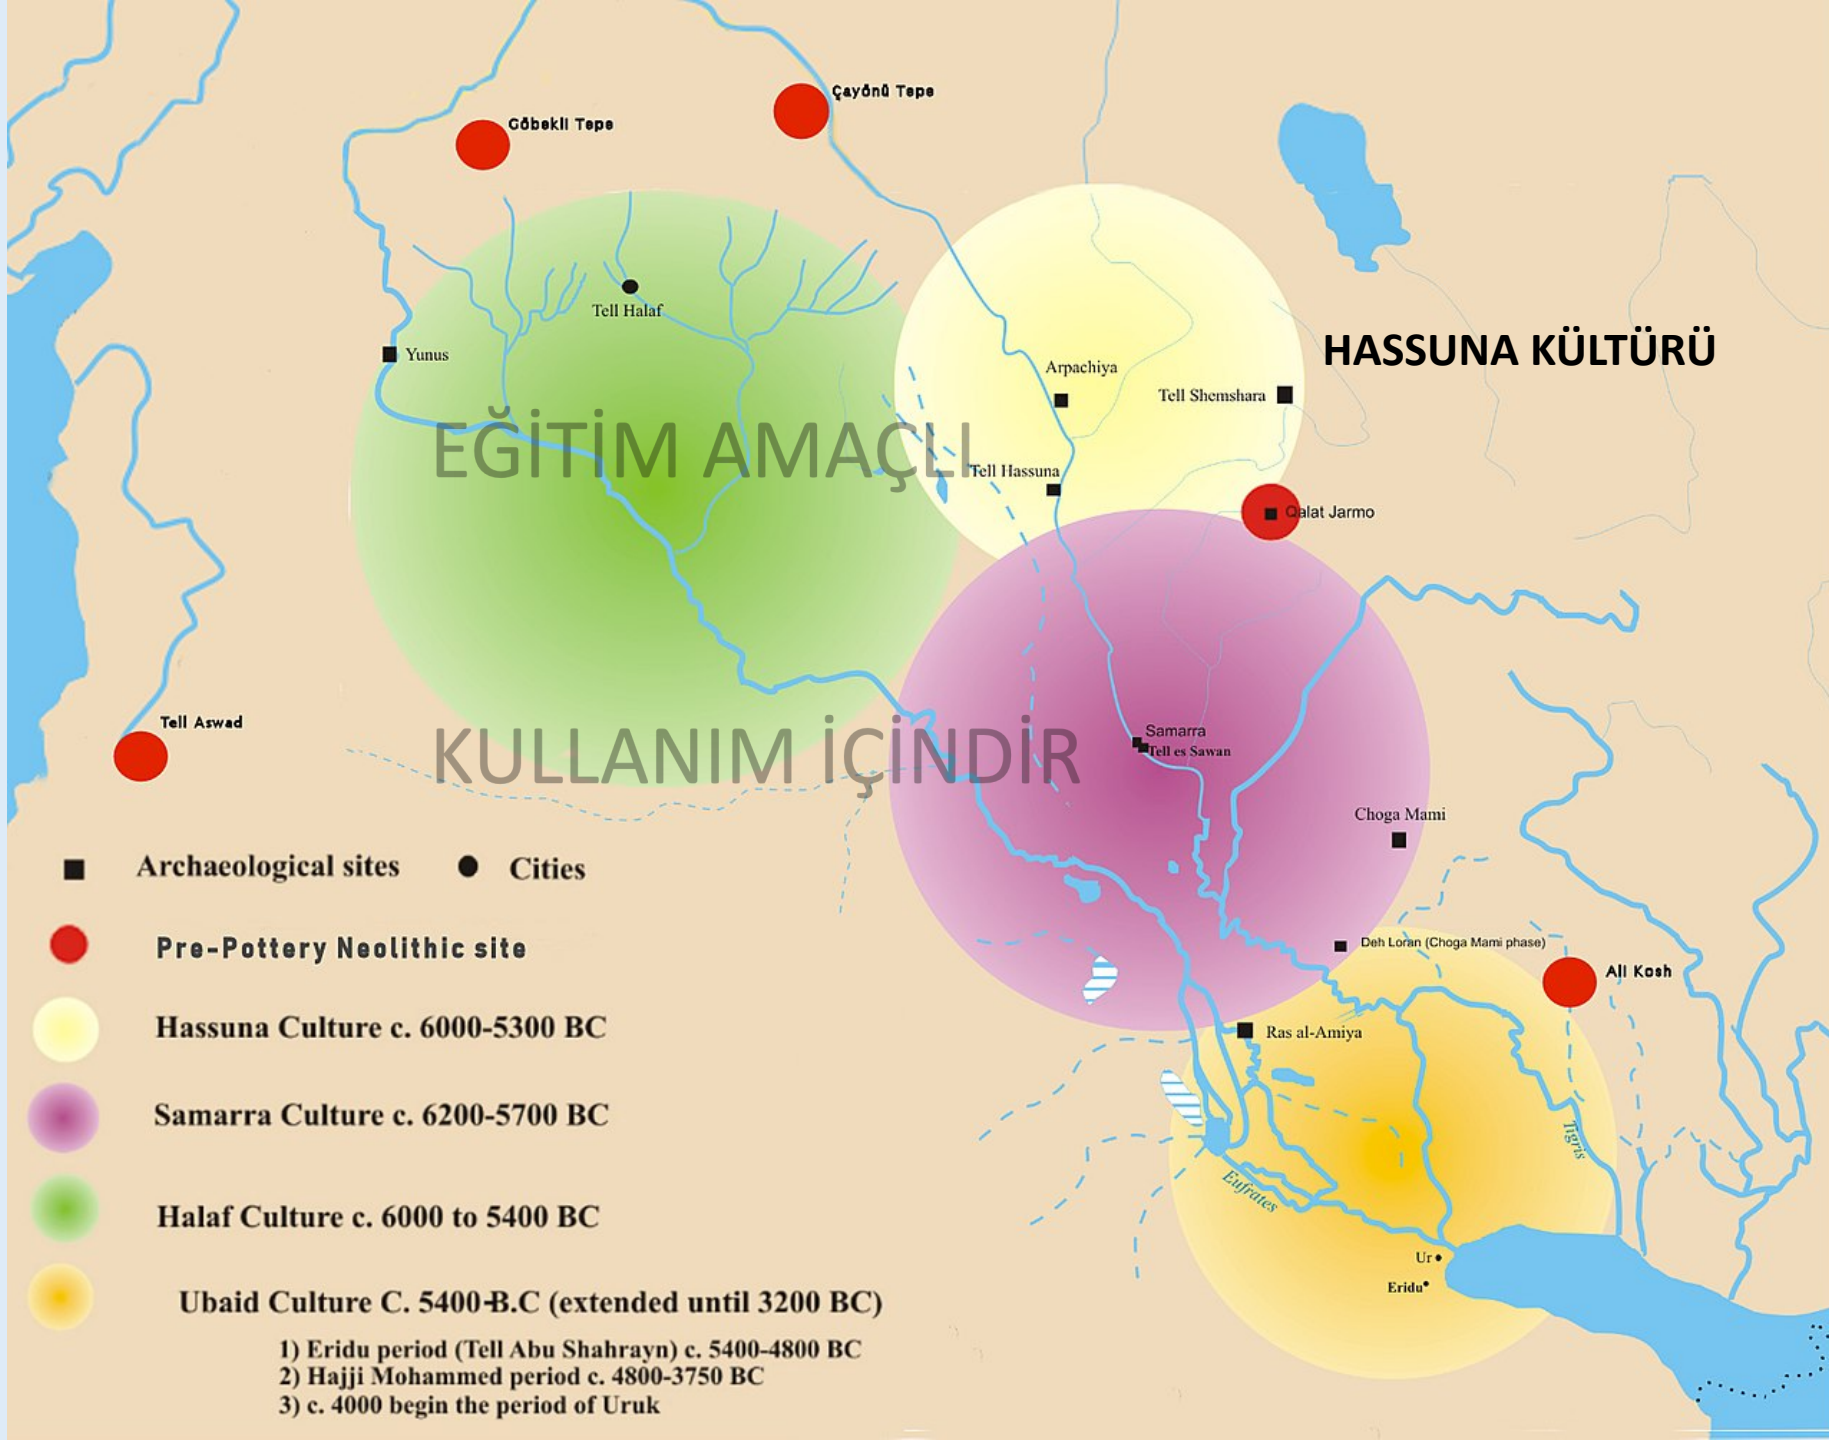 Çayönü Tepe
Göbekli Tepe
Tell Halaf
Yunus
HASSUNA KÜLTÜRÜ
Arpachiya
Tell Shemshara
EĞİTİM AMAÇLI
Tell Hassuna
Qalat Jarmo
Tell Aswad
KULLANIM İÇİNDİR
Samarra
Tell es Sawan
Choga Mami
Archaeological sites
Cities
Deh Loran (Choga Mami phase)
Pre-Pottery Neolithic site
Ali Kosh
Hassuna Culture c. 6000-5300 BC
Ras al-Amiya
Samarra Culture c. 6200-5700 BC
Tigris
Eufrates
Halaf Culture c. 6000 to 5400 BC
Ur
Eridu
Ubaid Culture C. 5400-B.C (extended until 3200 BC)
1) Eridu period (Tell Abu Shahrayn) c. 5400-4800 BC
2) Hajji Mohammed period c. 4800-3750 BC
3) c. 4000 begin the period of Uruk